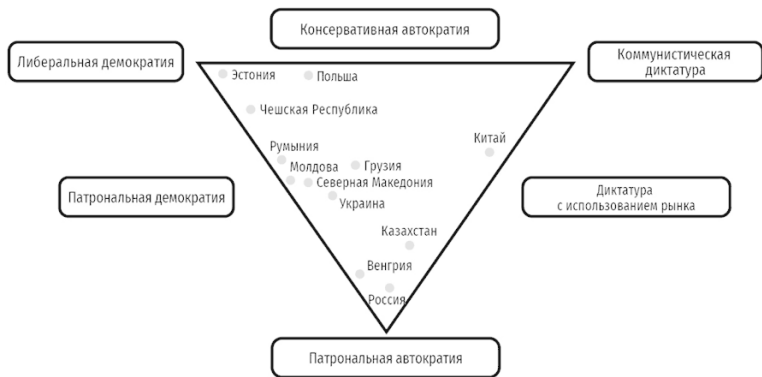 Консервативная автократия
Либеральная демократия
Коммунистическая
диктатура
Эстония
Польша
Чешская Республика
Китай
Румыния
Грузия
Молдова
Северная Македония
Патрональная демократия
Диктатура
с использованием рынка
Украина
Казахстан
Венгрия
Россия
Патрональная автократия